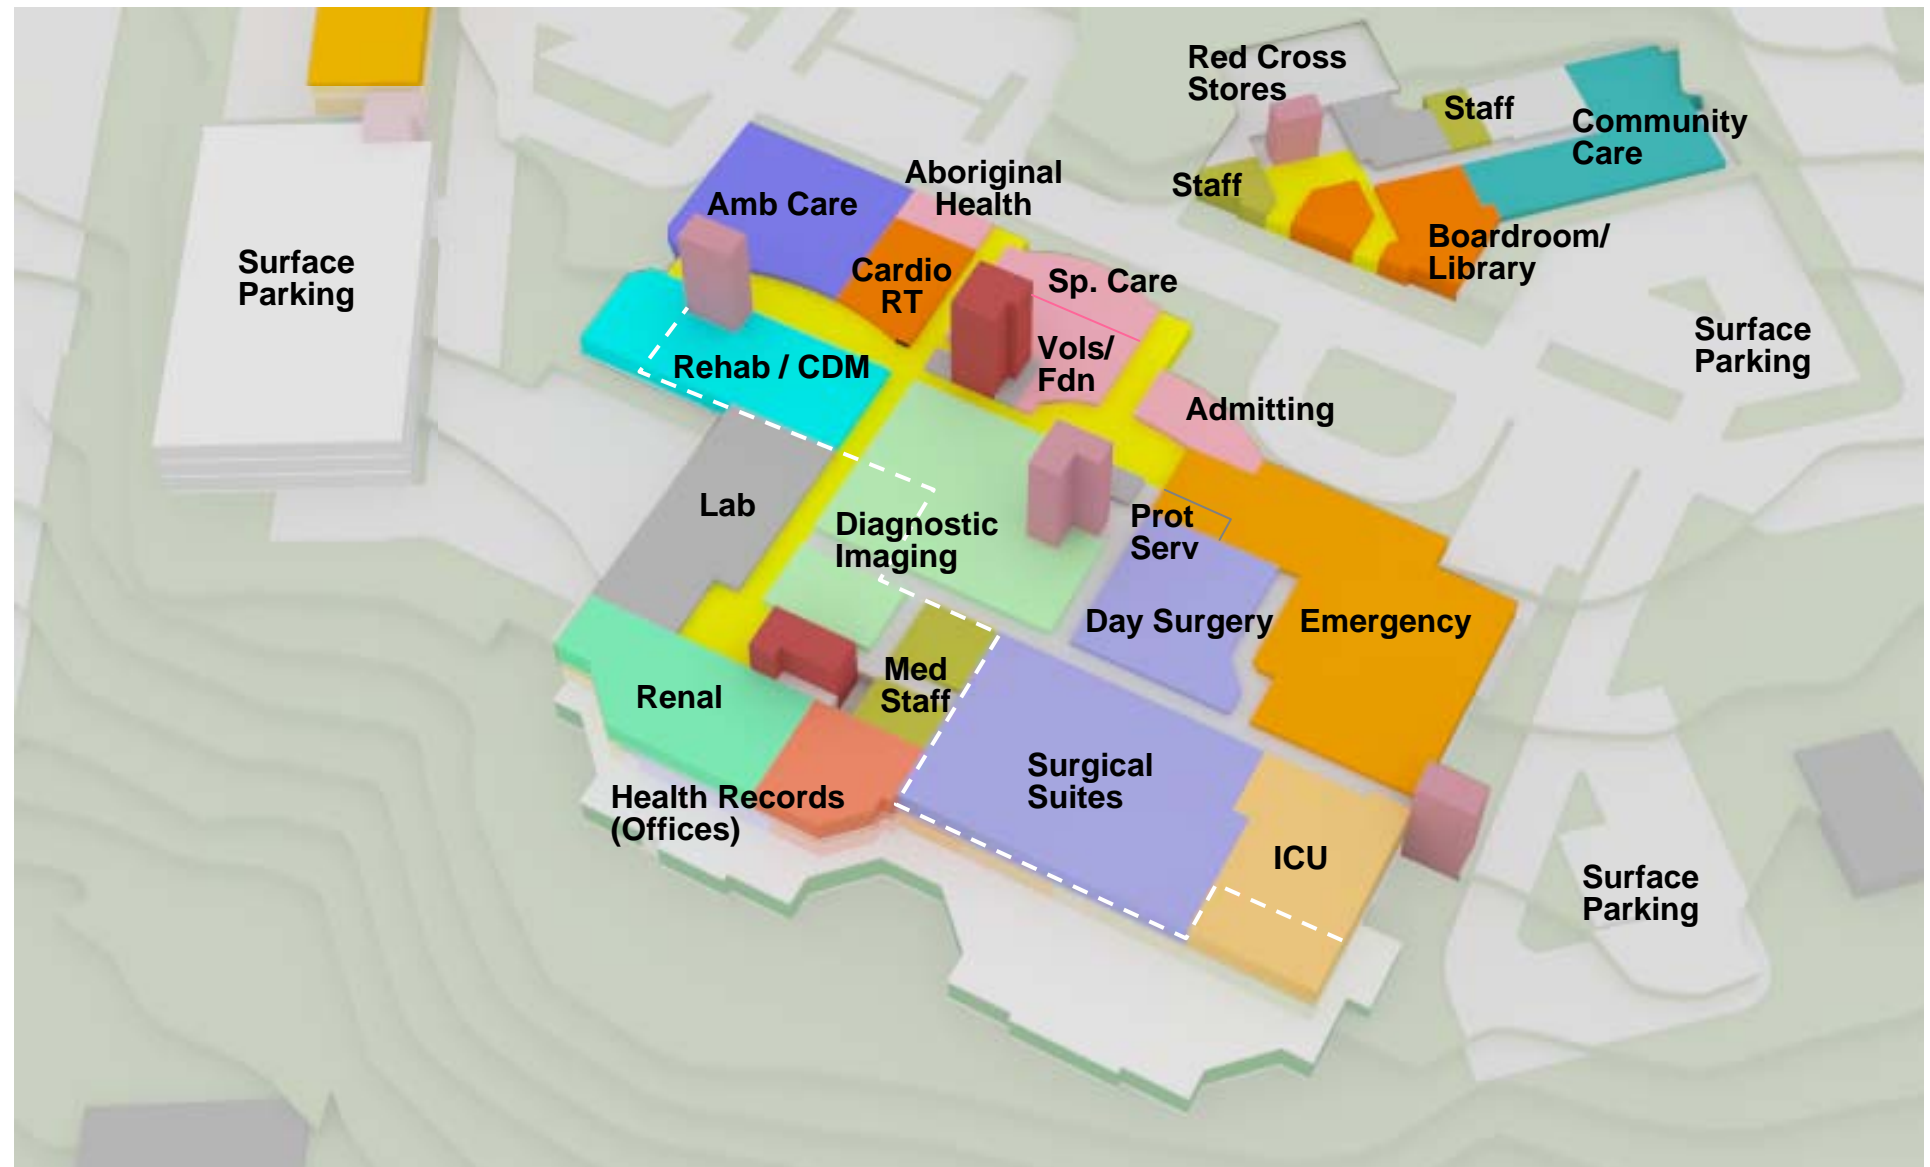 Red Cross
Stores
Staff
Community
Care
Staff
Boardroom/
Library
Aboriginal
Health
Amb Care
Surface
Parking
Cardio
RT
Sp. Care
Surface
Parking
Vols/
Fdn
Rehab / CDM
Admitting
Lab
Diagnostic
Imaging
Prot
Serv
Day Surgery
Emergency
Med
Staff
Renal
Surgical
Suites
Health Records
(Offices)
ICU
Surface
Parking